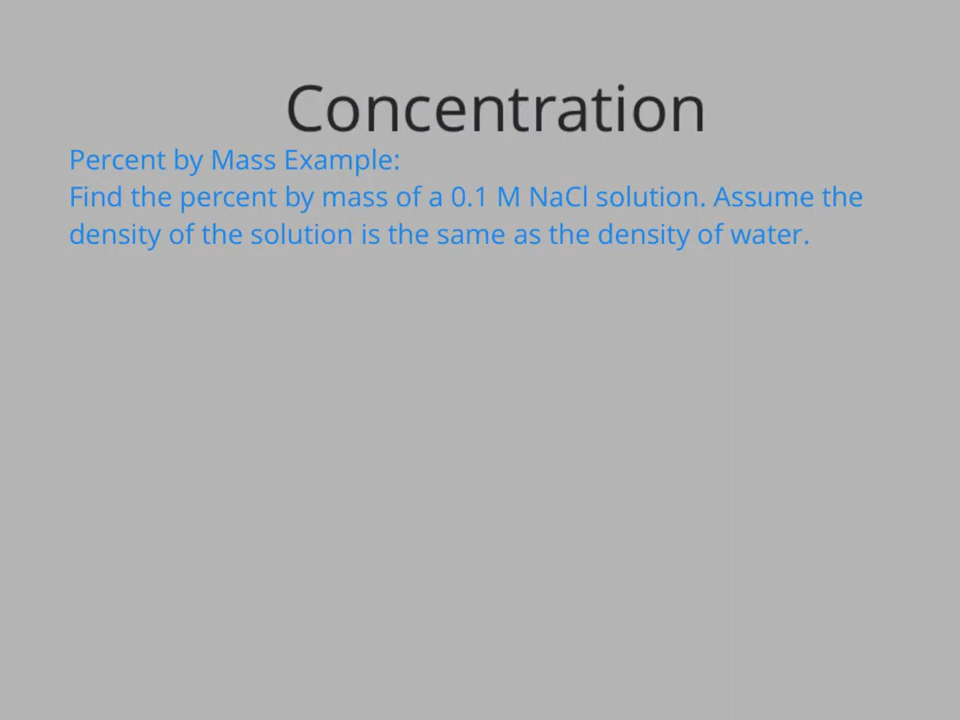 Concentration
Percent by Mass Example:
Find the percent by mass of a 0.1 M NaCl solution. Assume the
density of the solution is the same as the density of water.